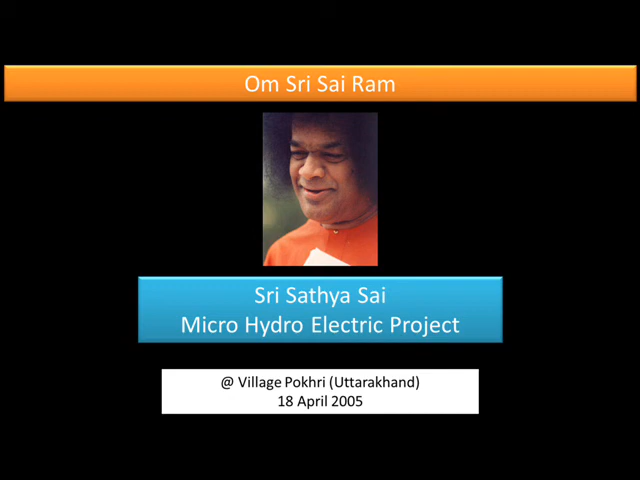 Om Sri Sai Ram
Sri Sathya Sai
Micro Hydro Electric Project
@ Village Pokhri (Uttarakhand)
18 April 2005